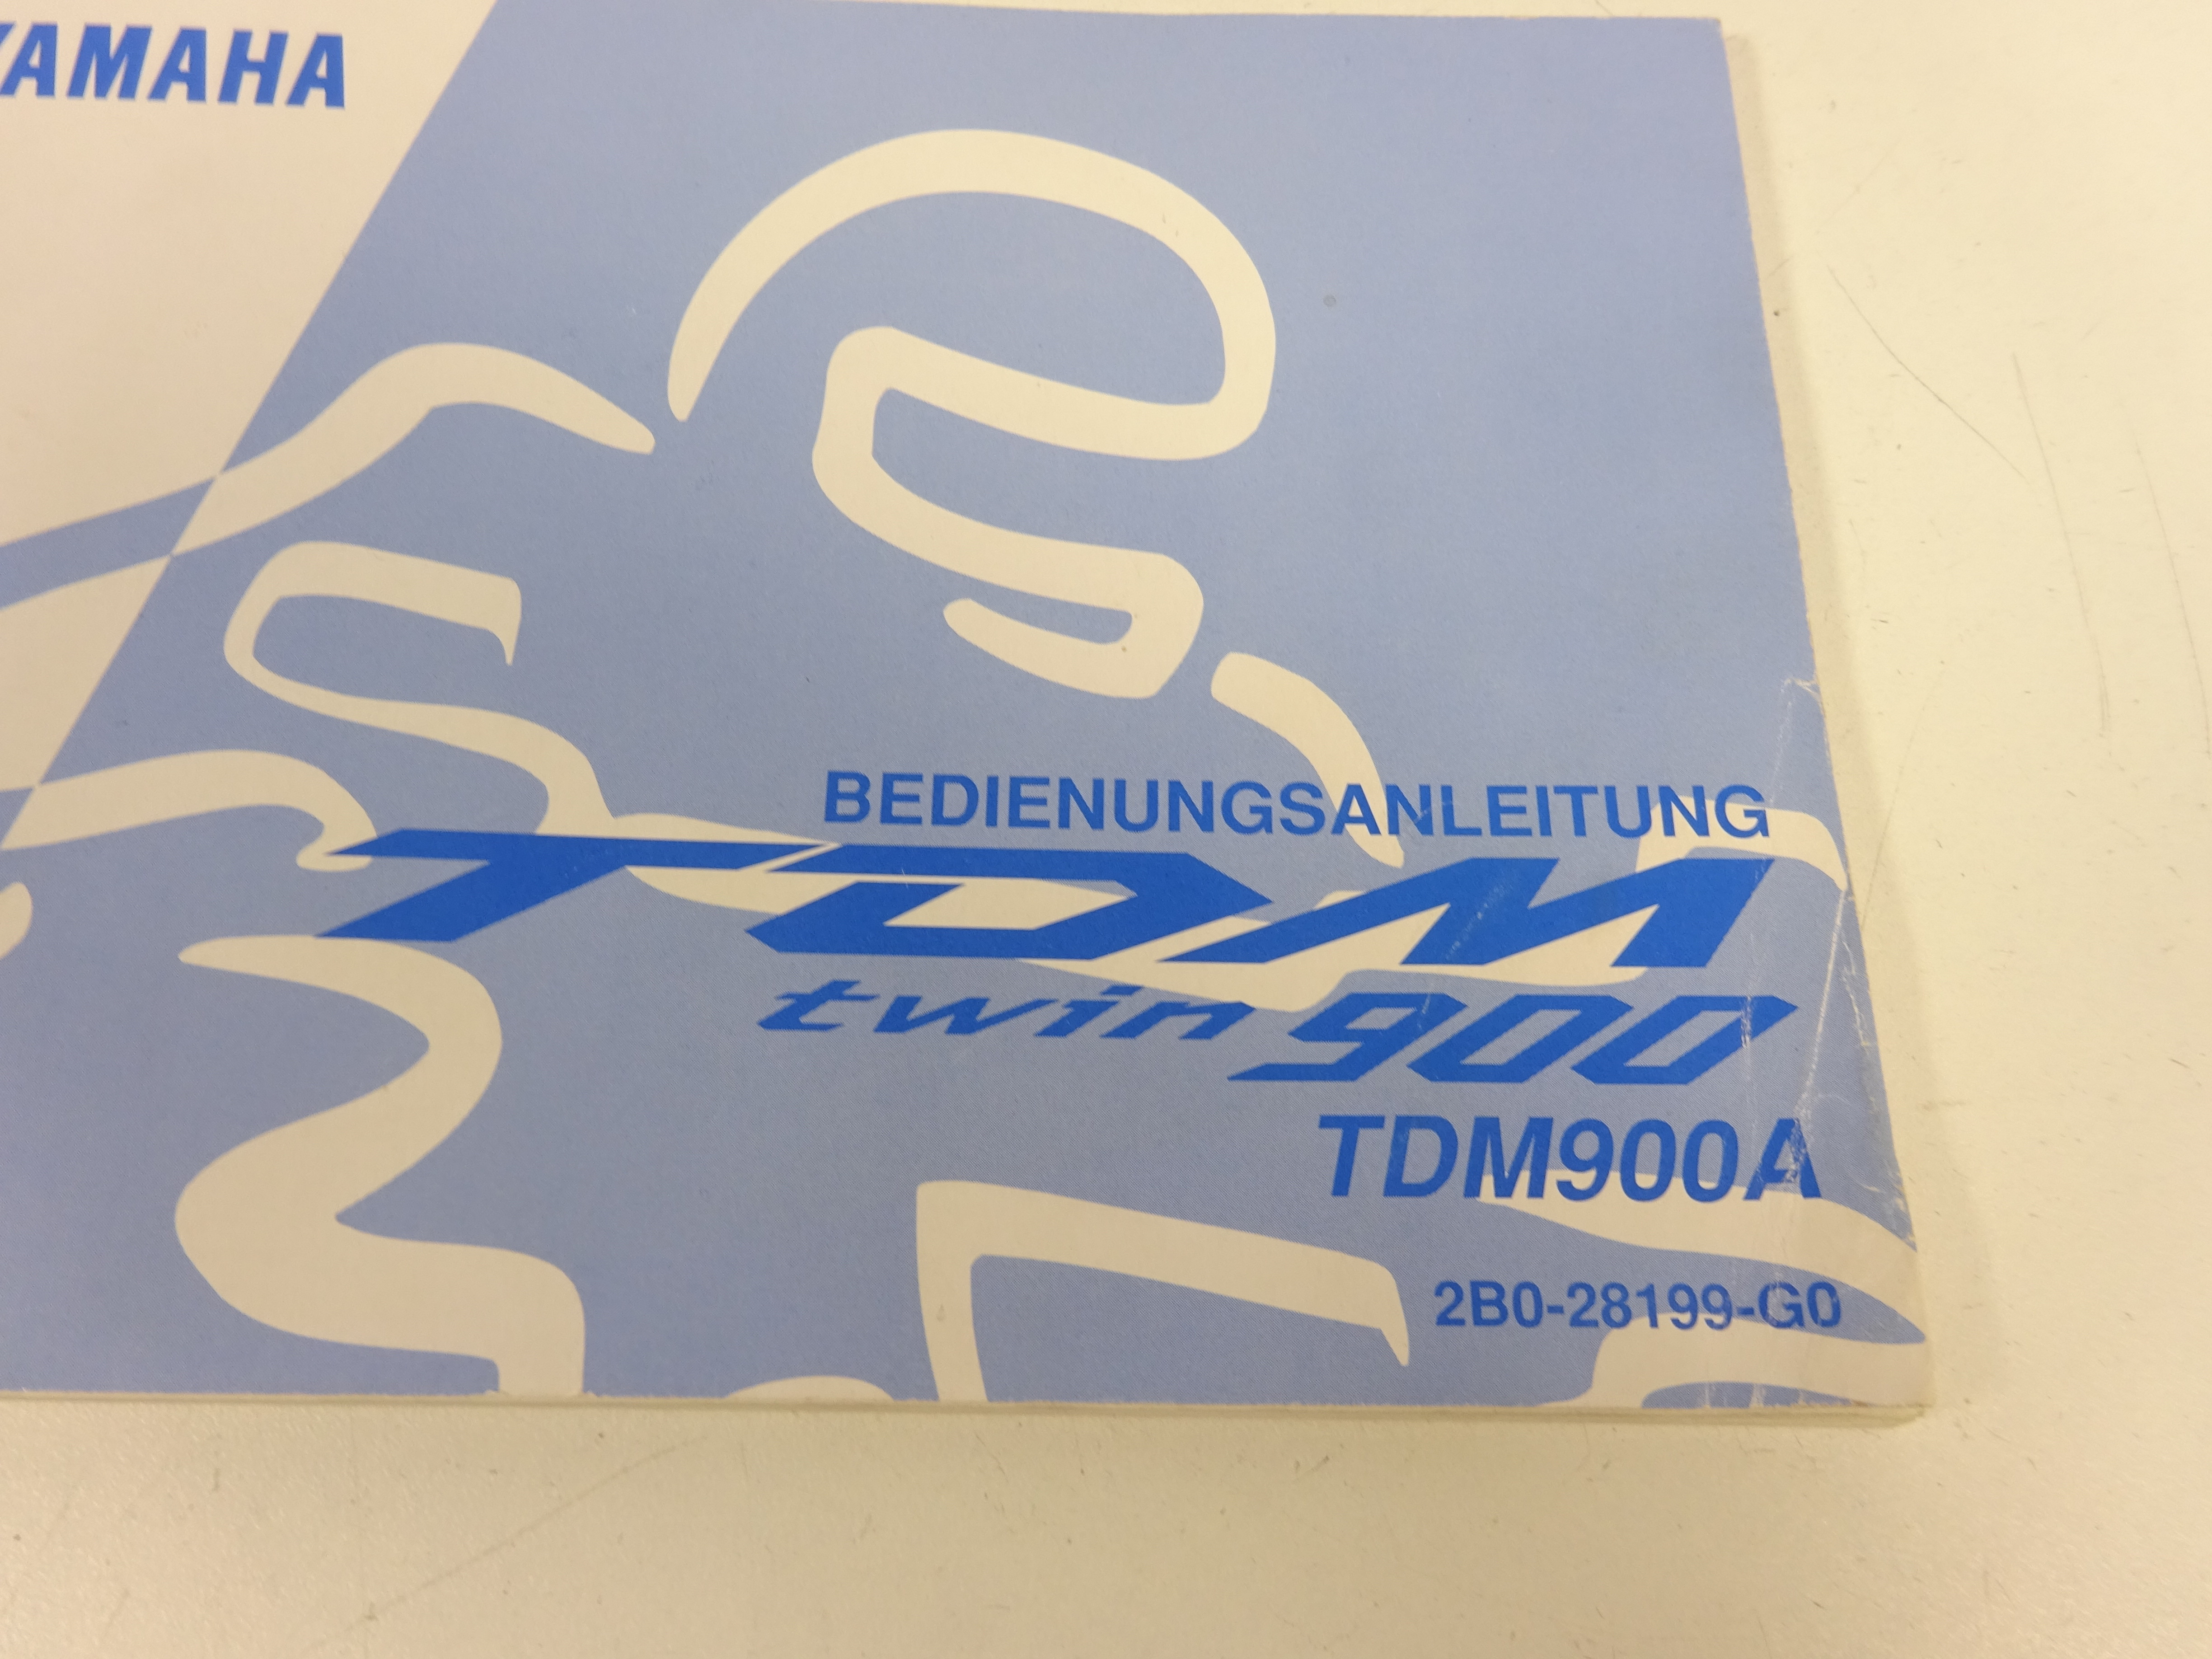 YAMAHA
BEDIENUNGSANLEITUNG
TDM
twin 900
TDM900A
2B0-28199-G0